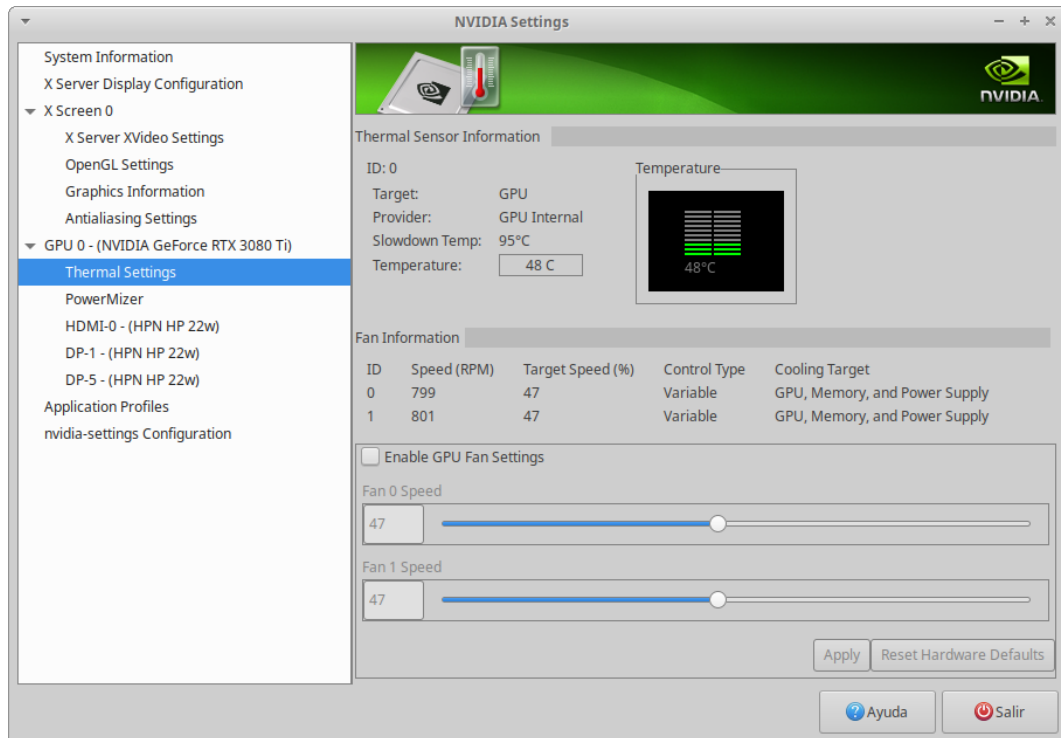 NVIDIA Settings
System Information
X Server Display Configuration
X Screen 0
X Server XVideo Settings
OpenGL Settings
Graphics Information
Antialiasing Settings
GPU 0 - (NVIDIA GeForce RTX 3080 Ti)
Thermal Settings
PowerMizer
HDMI-0 - (HPN HP 22w)
DP-1 - (HPN HP 22w)
DP-5 - (HPN HP 22w)
Application Profiles
nvidia-settings Configuration
NVIDIA.
Thermal Sensor Information
ID: 0
Target: GPU
Provider: GPU Internal
Slowdown Temp: 95°C
Temperature: 48 C
Temperature
48°C
Fan Information
ID Speed (RPM) Target Speed (%) Control Type Cooling Target
0 799 47 Variable GPU, Memory, and Power Supply
1 801 47 Variable GPU, Memory, and Power Supply
Enable GPU Fan Settings
Fan 0 Speed
47
Fan 1 Speed
47
Apply Reset Hardware Defaults
Ayuda Salir